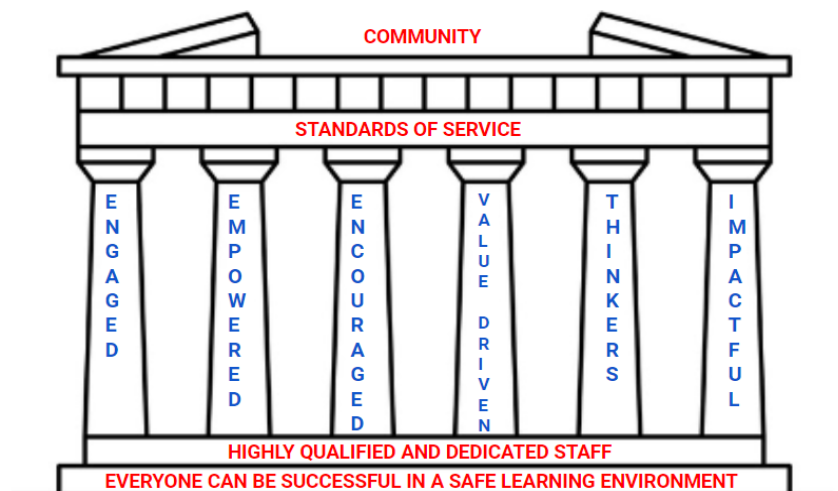 COMMUNITY
STANDARDS OF SERVICE
ENGAGED
EMPOWERED
ENCOURAGED
VALUE DRIVEN
THINKERS
IMPACTFUL
HIGHLY QUALIFIED AND DEDICATED STAFF
EVERYONE CAN BE SUCCESSFUL IN A SAFE LEARNING ENVIRONMENT